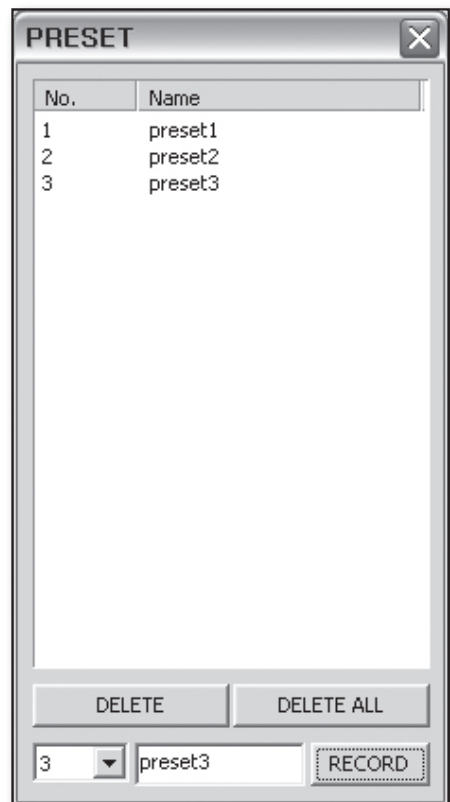 PRESET
No. Name
1 preset1
2 preset2
3 preset3
DELETE DELETE ALL
3 preset3 RECORD